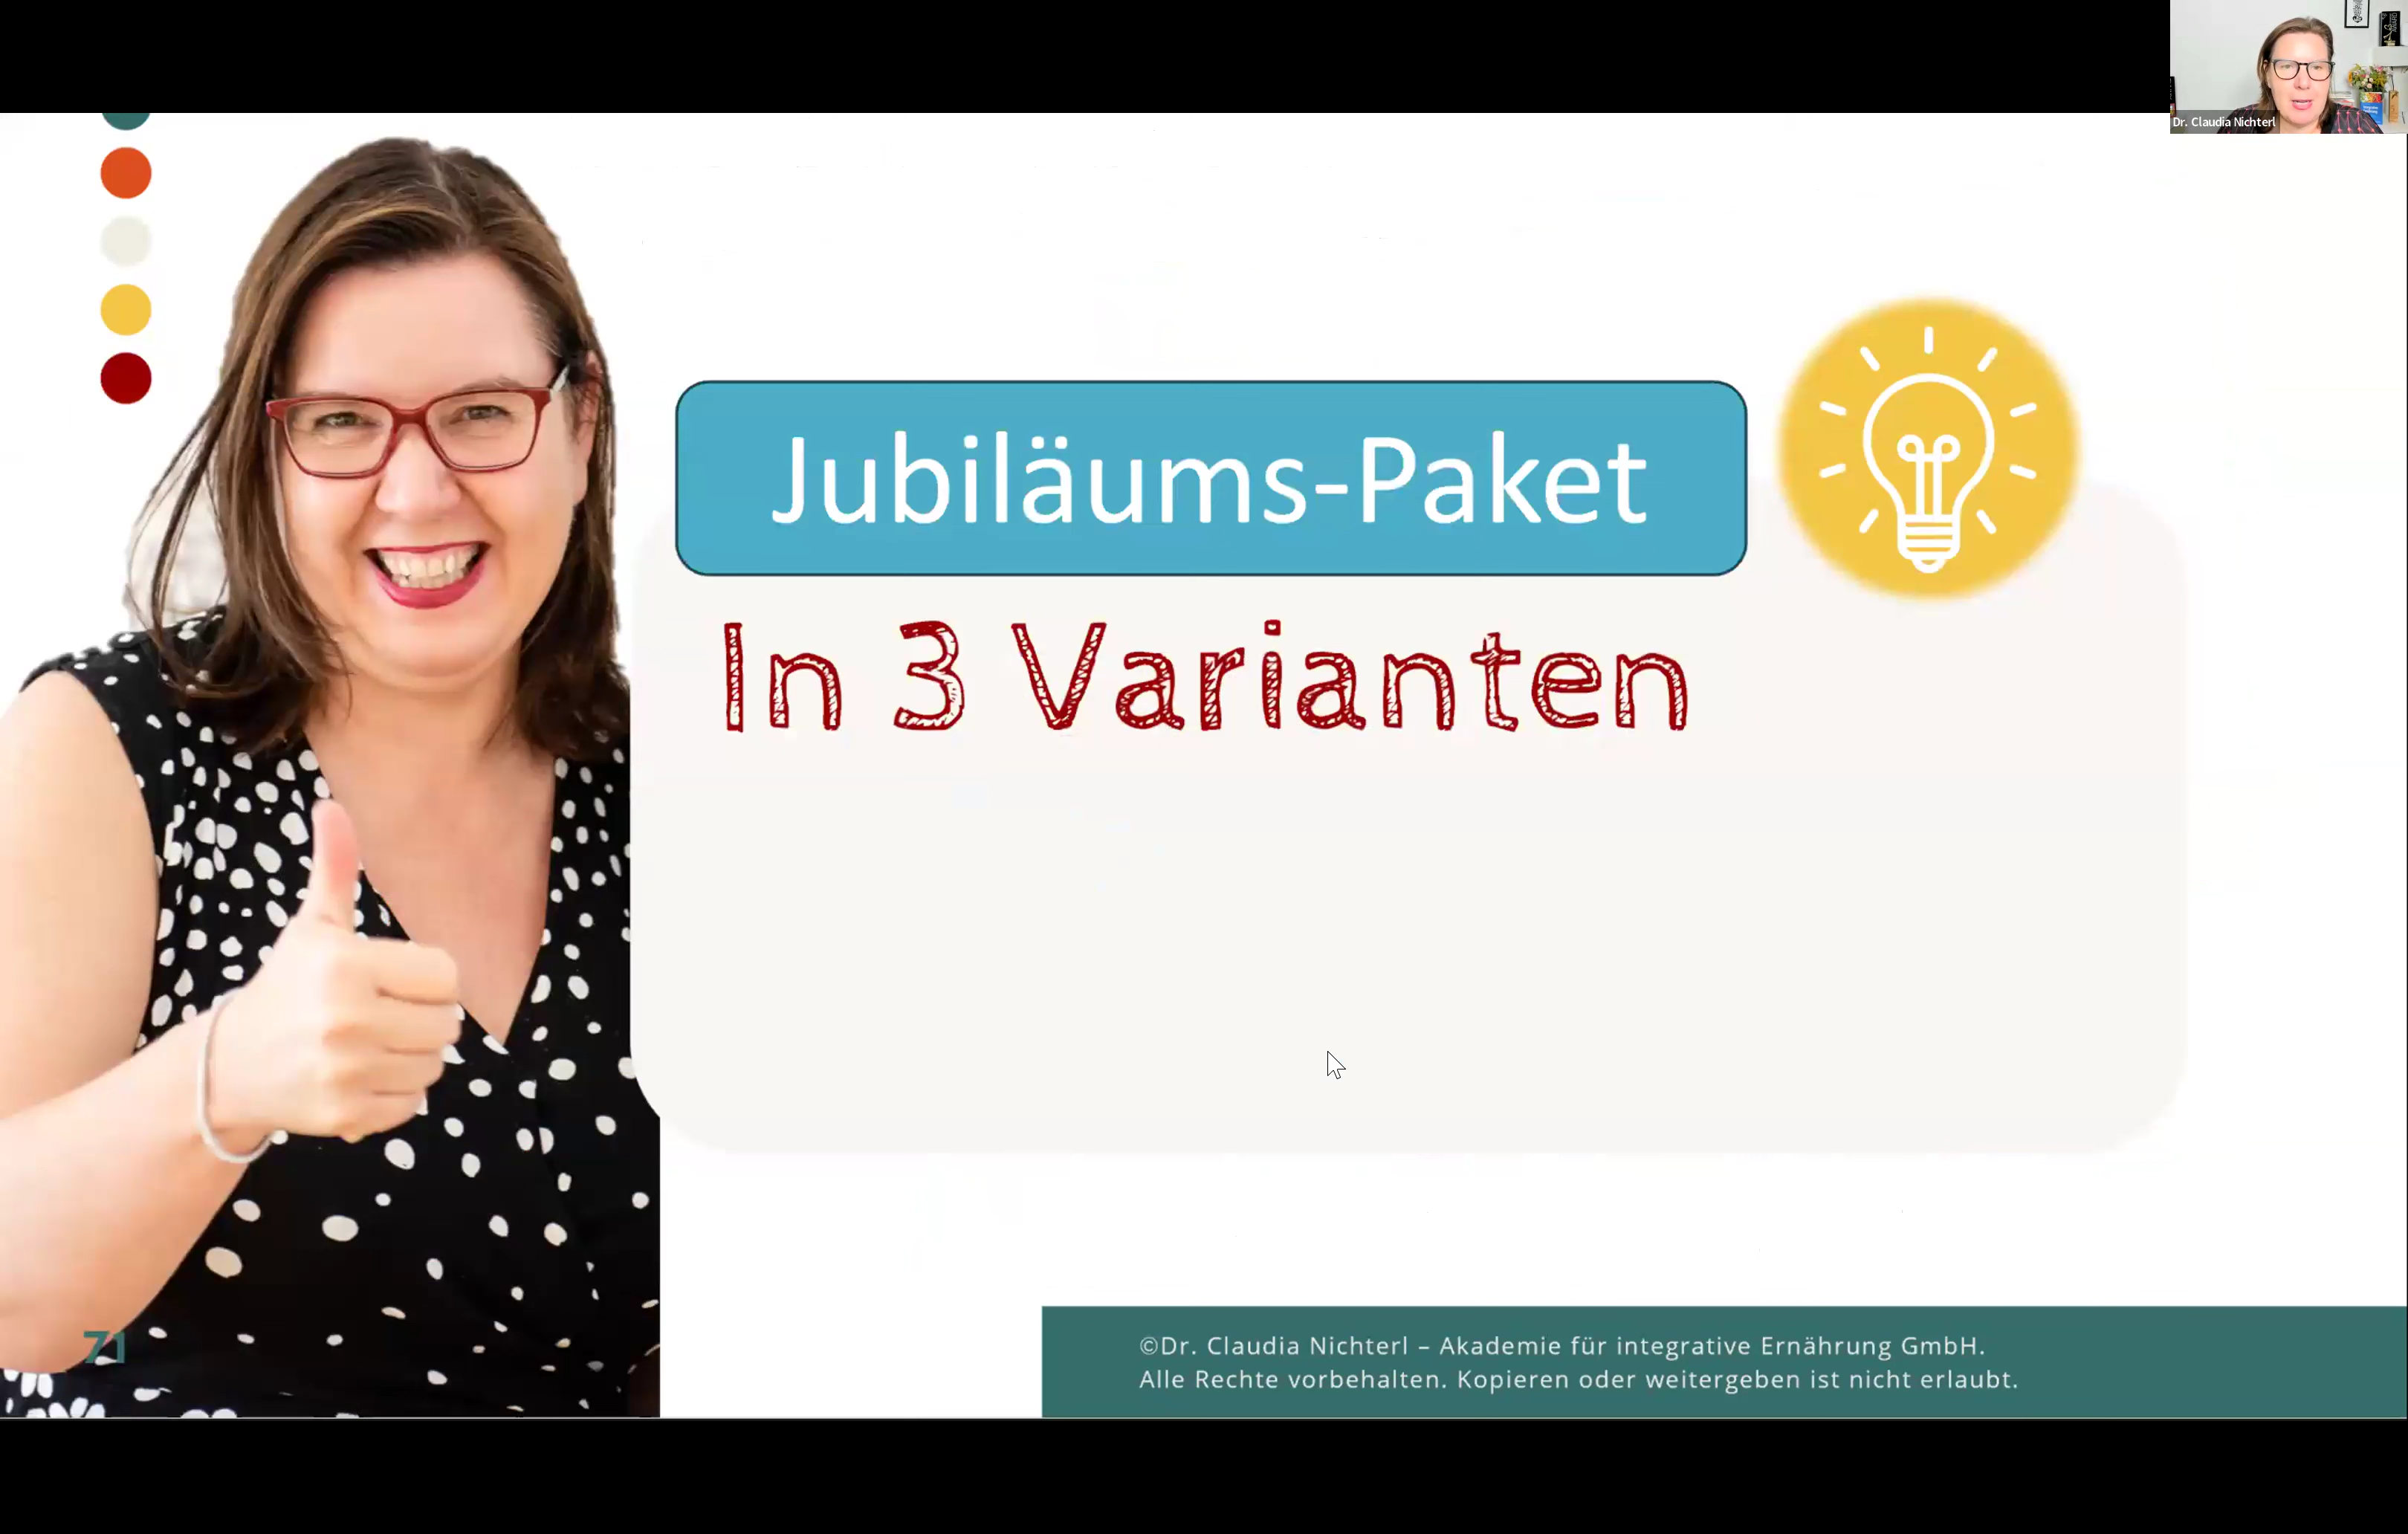 Dr. Claudia Nichterl
Jubiläums-Paket
In 3 Varianten
71
©Dr. Claudia Nichterl – Akademie für integrative Ernährung GmbH.
Alle Rechte vorbehalten. Kopieren oder weitergeben ist nicht erlaubt.